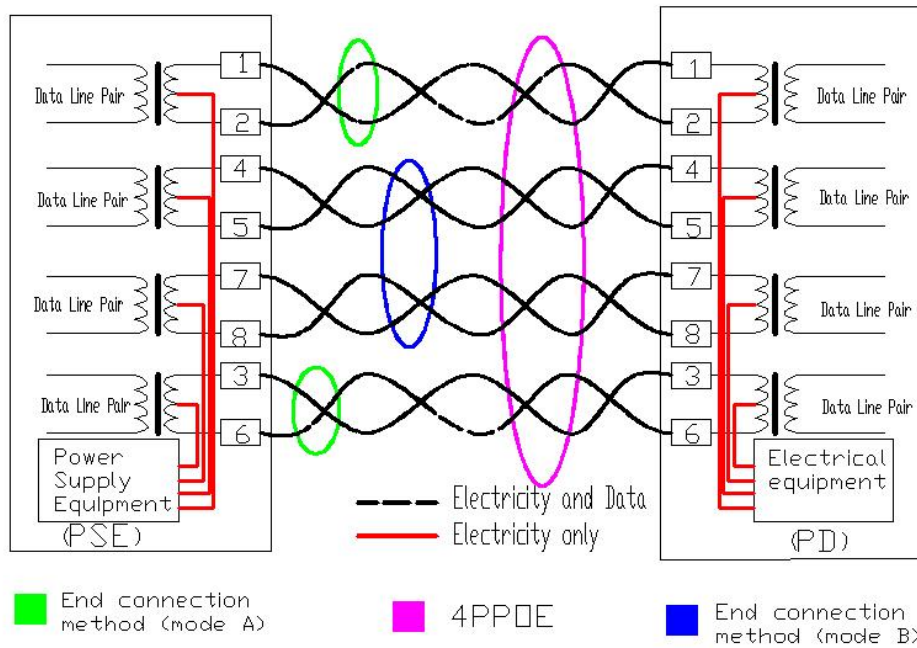 1
Data Line Pair
2
4
Data Line Pair
5
7
Data Line Pair
8
3
Data Line Pair
6
Power
Supply
Equlpment
(PSE)
1
Data Line Pair
2
4
Data Line Pair
5
7
Data Line Pair
8
3
Data Line Pair
6
Electrical
equipment
(PD)
Electricity and Data
Electricity only
End connection
method (mode A)
4PPOE
End connection
method (mode B)